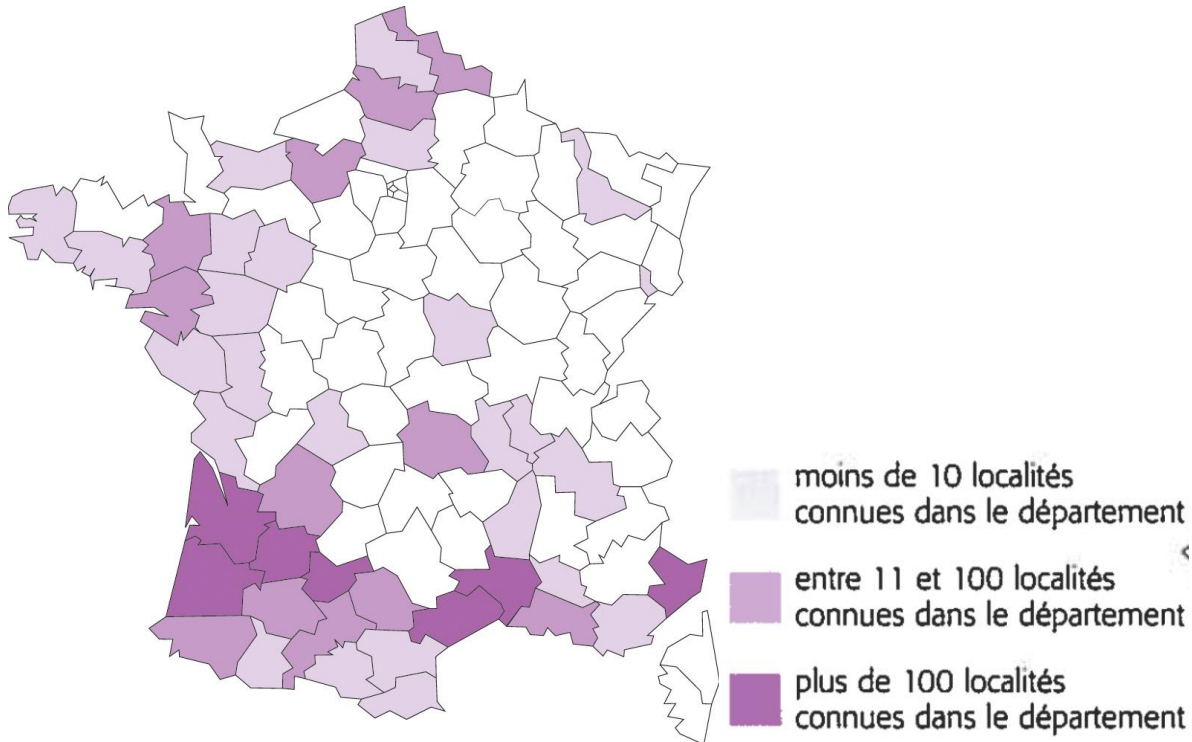 moins de 10 localités
connues dans le département
entre 11 et 100 localités
connues dans le département
plus de 100 localités
connues dans le département